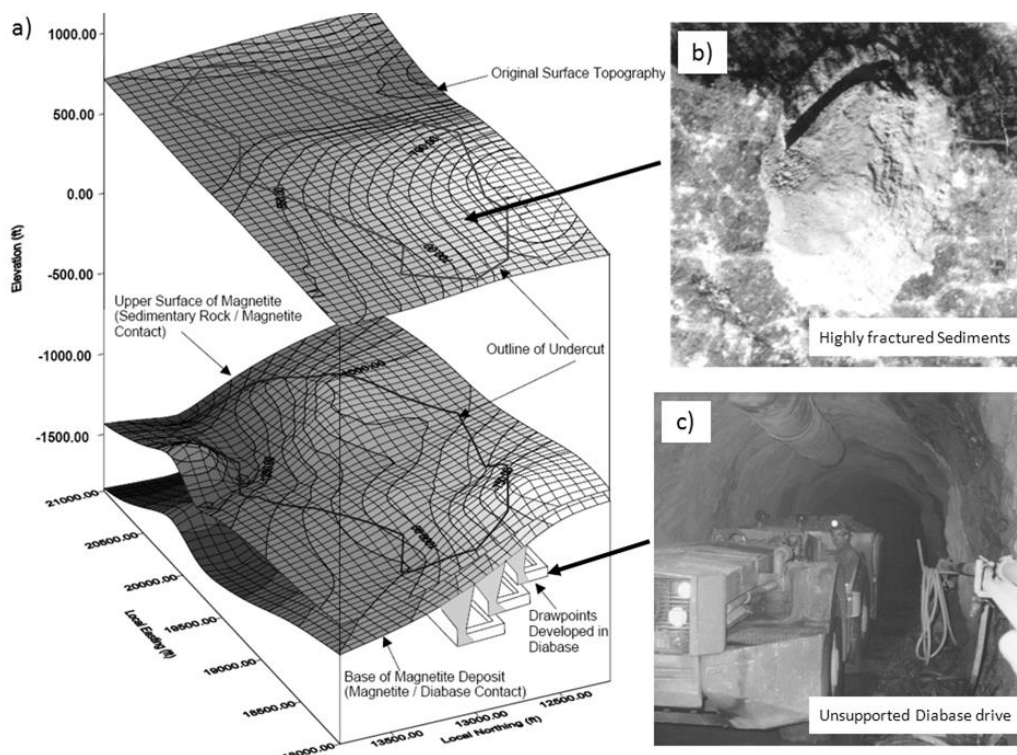 a)
1000.00
500.00
0.00
-500.00
-1000.00
-1500.00
Elevation (ft)
Original Surface Topography
Upper Surface of Magnetite
(Sedimentary Rock / Magnetite
Contact)
Outline of Undercut
Drawpoints
Developed in
Diabase
Base of Magnetite Deposit
(Magnetite / Diabase Contact)
21000.00
20500.00
20000.00
19500.00
19000.00
18500.00
Local Easting (ft)
13500.00
13000.00
12500.00
Local Northing (ft)
b)
Highly fractured Sediments
c)
Unsupported Diabase drive